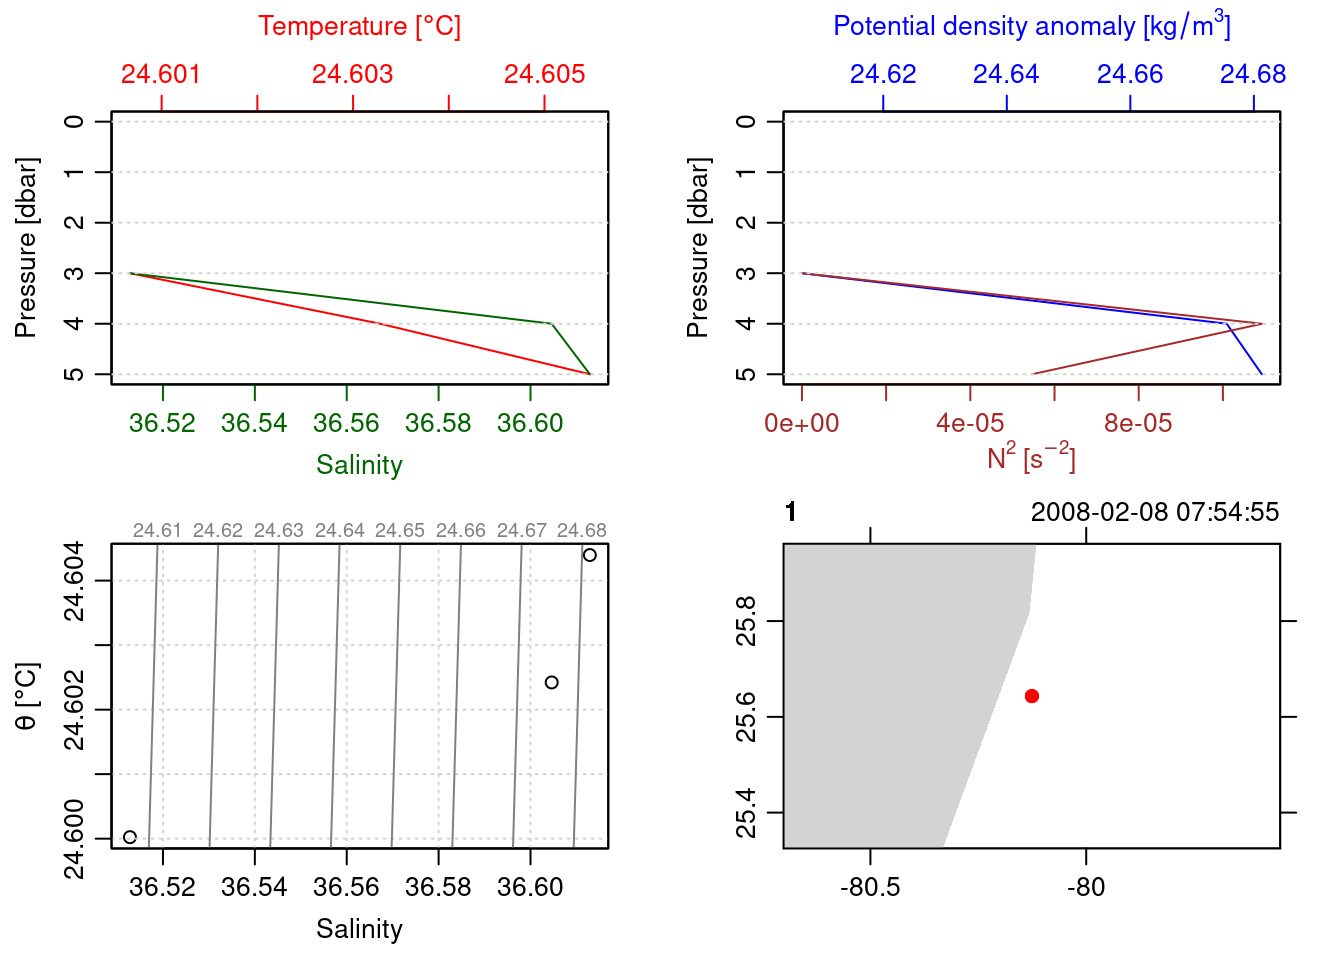 Temperature [°C]
24.601 24.603 24.605
0
1
2
3
4
5
Pressure [dbar]
36.52 36.54 36.56 36.58 36.60
Salinity
Potential density anomaly [kg/m³]
24.62 24.64 24.66 24.68
0
1
2
3
4
5
Pressure [dbar]
0e+00 4e-05 8e-05
N² [s⁻²]
24.61 24.62 24.63 24.64 24.65 24.66 24.67 24.68
24.604
24.602
24.600
θ [°C]
36.52 36.54 36.56 36.58 36.60
Salinity
1 2008-02-08 07:54:55
25.8
25.6
25.4
-80.5 -80